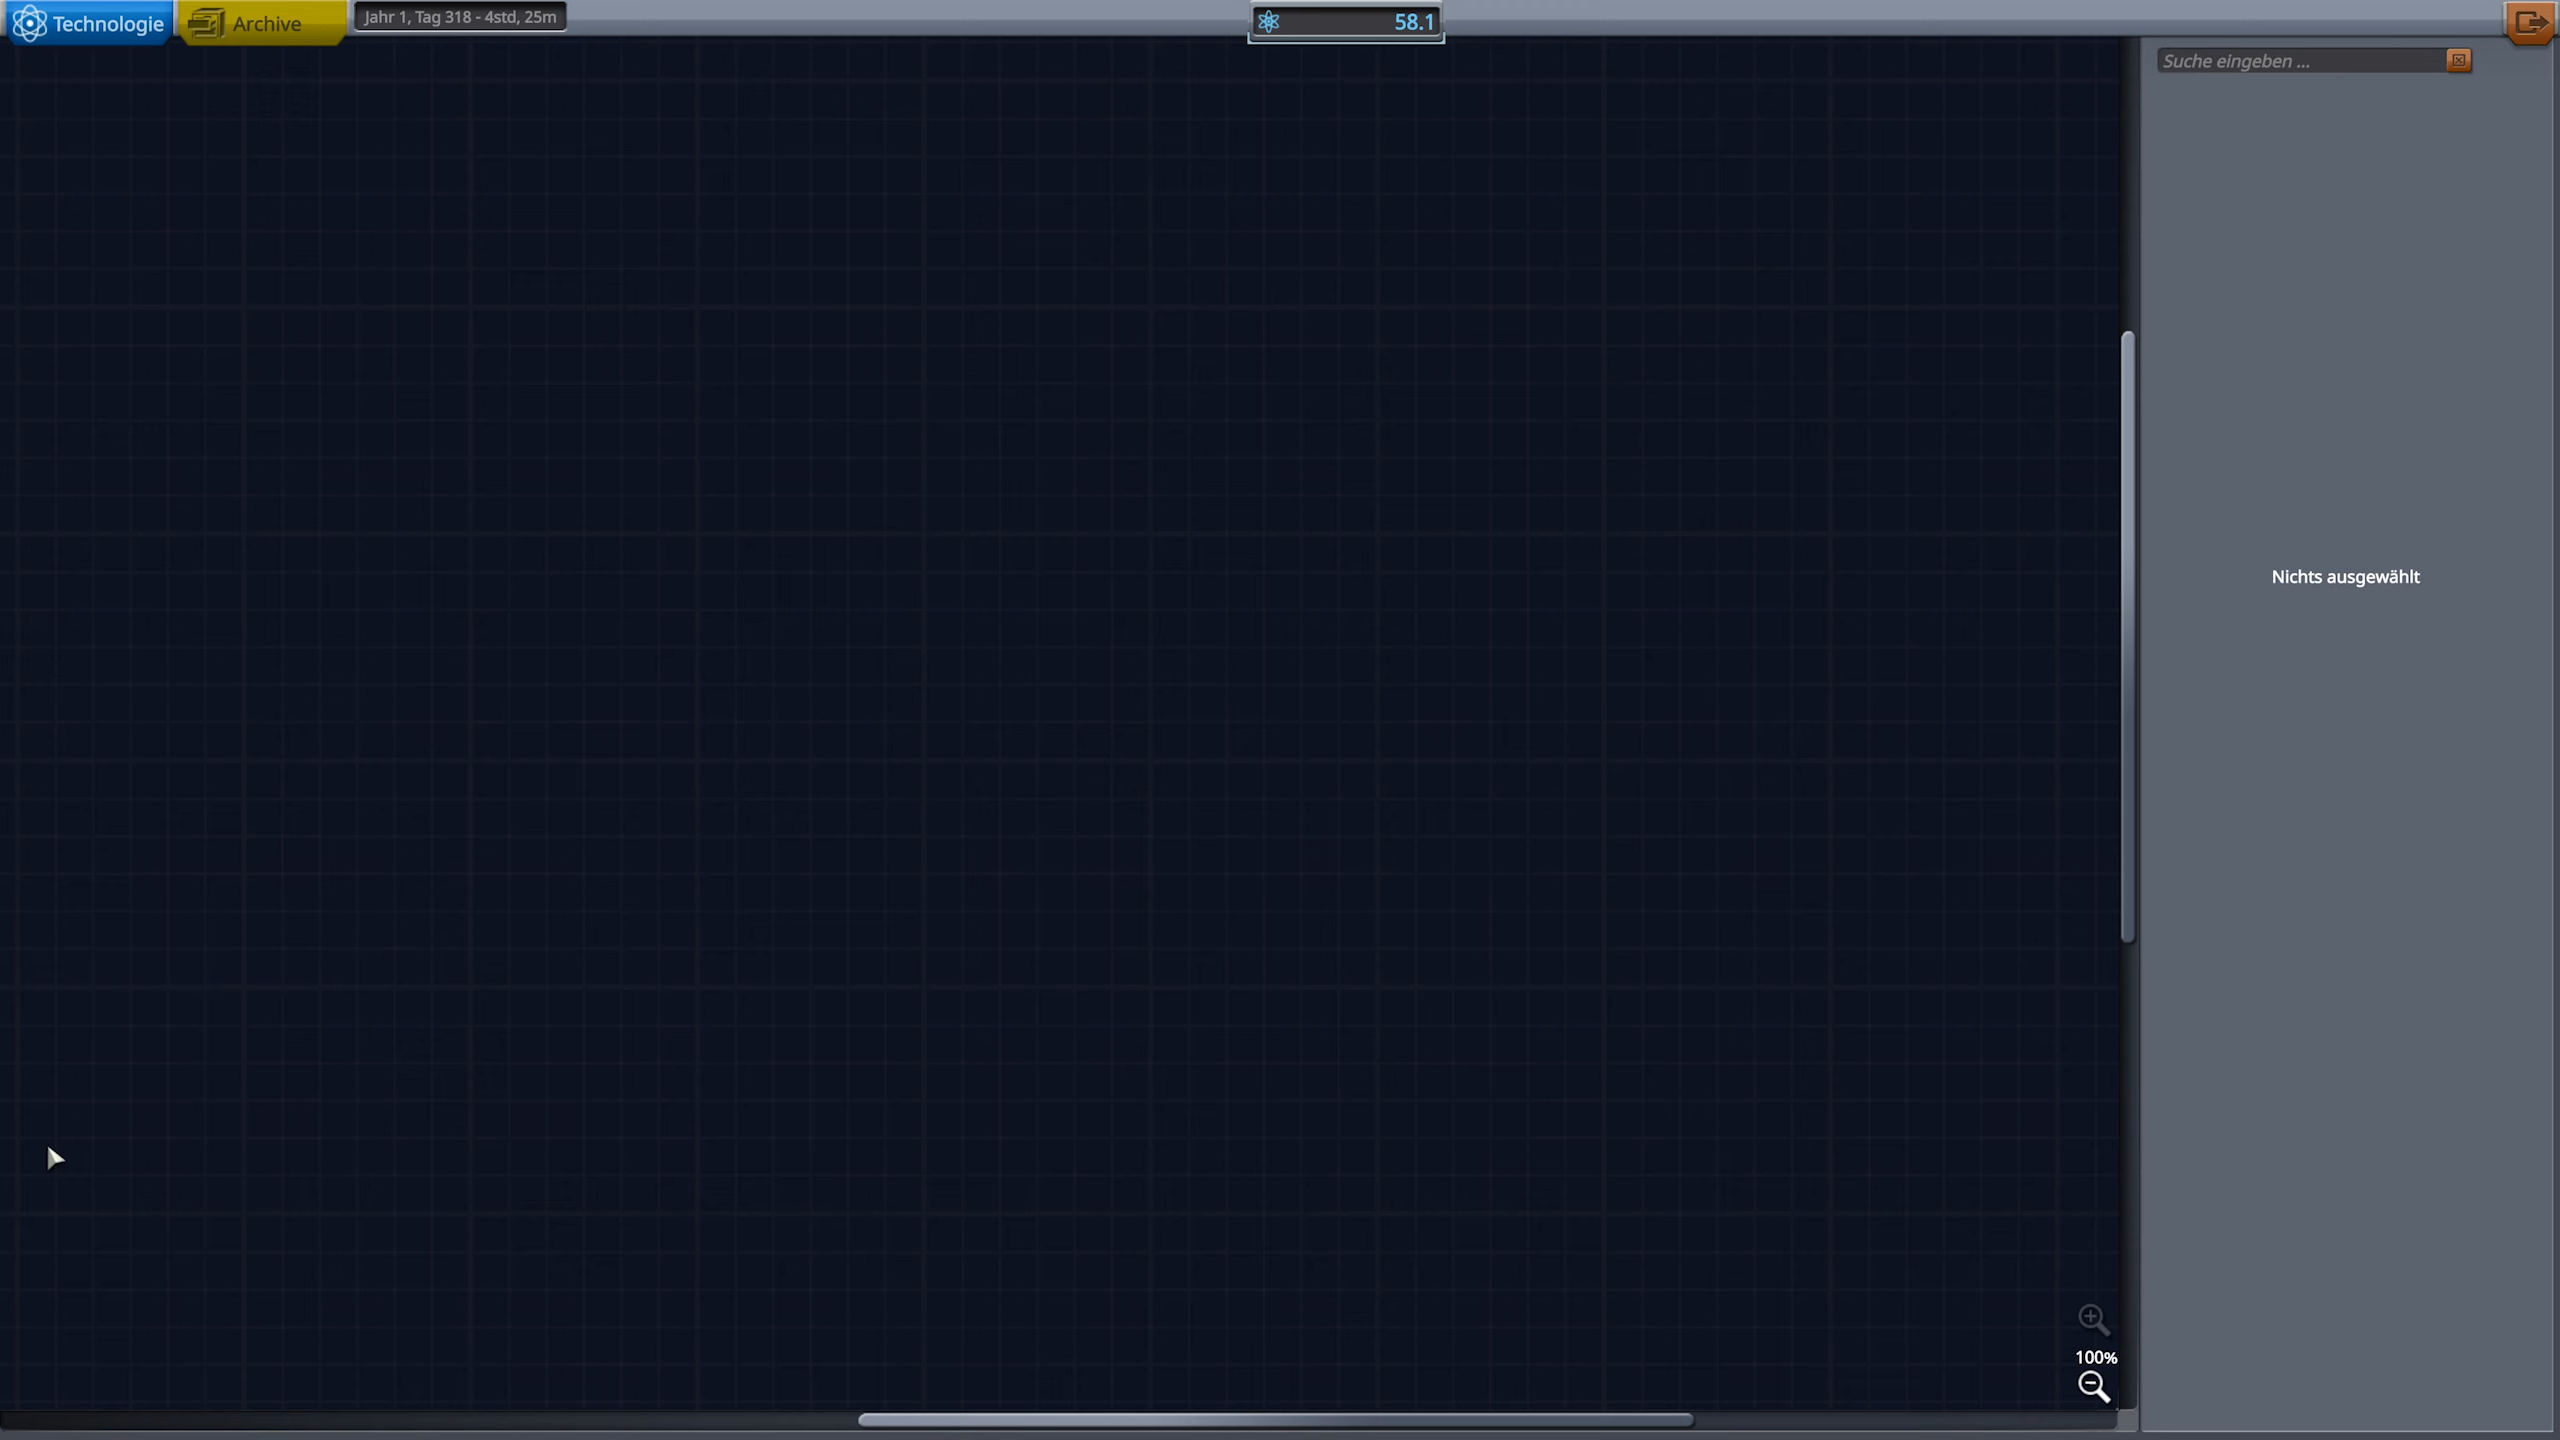 Technologie
Archive
Jahr 1, Tag 318 - 4std, 25m
58.1
Suche eingeben ...
Nichts ausgewählt
100%